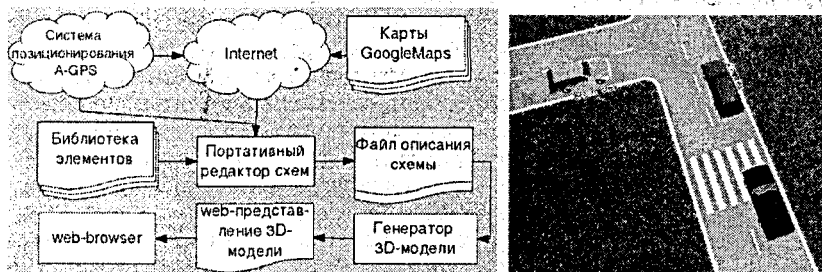 Система
позиционирования
A-GPS
Internet
Карты
GoogleMaps
Библиотека
элементов
Портативный
редактор схем
Файл описания
схемы
web-browser
web-представ-
ление 3D-
модели
Генератор
3D-модели